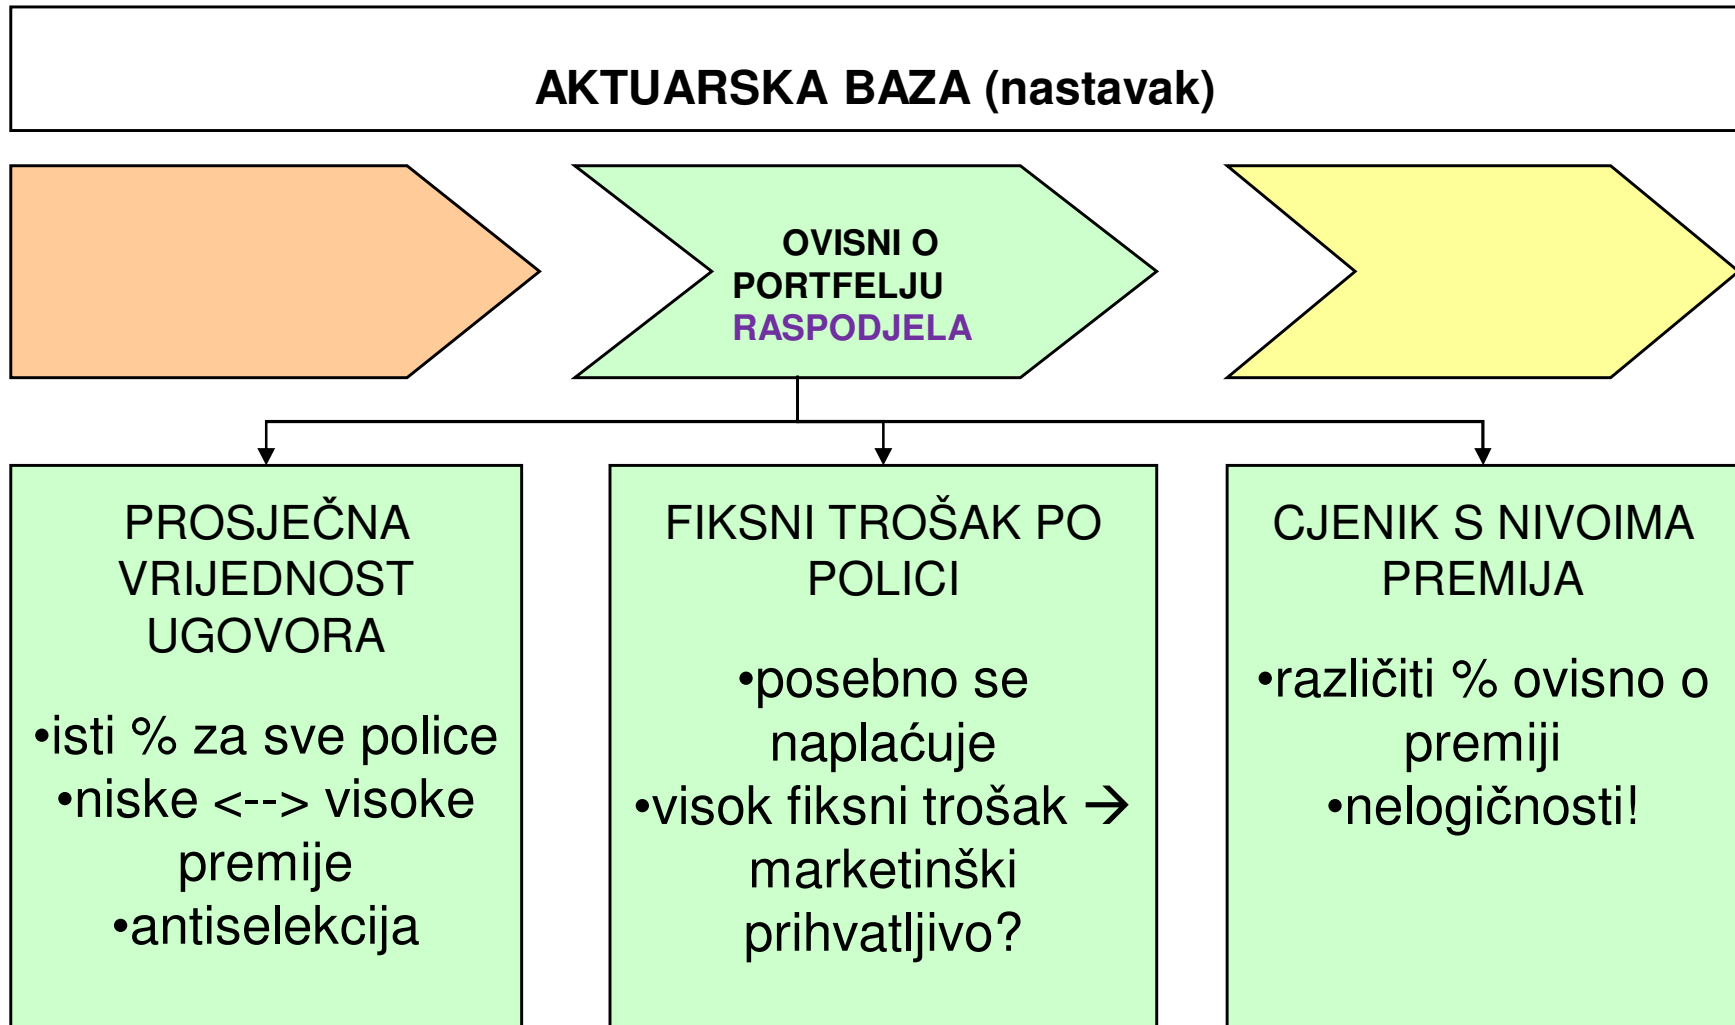 AKTUARSKA BAZA (nastavak)
OVISNI O
PORTFELJU
RASPODJELA
PROSJEČNA
VRIJEDNOST
UGOVORA
•isti % za sve police
•niske <--> visoke
premije
•antiselekcija
FIKSNI TROŠAK PO
POLICI
•posebno se
naplaćuje
•visok fiksni trošak →
marketinški
prihvatljivo?
CJENIK S NIVOIMA
PREMIJA
•različiti % ovisno o
premiji
•nelogičnosti!